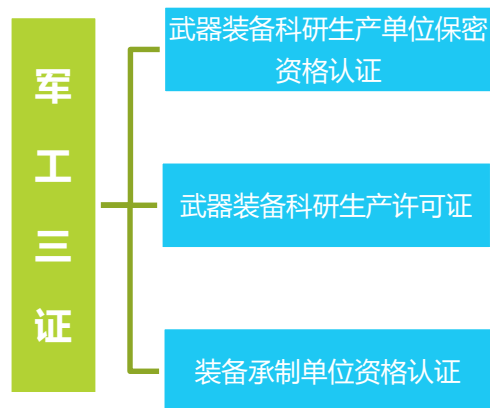 军工三证
武器装备科研生产单位保密
资格认证
武器装备科研生产许可证
装备承制单位资格认证